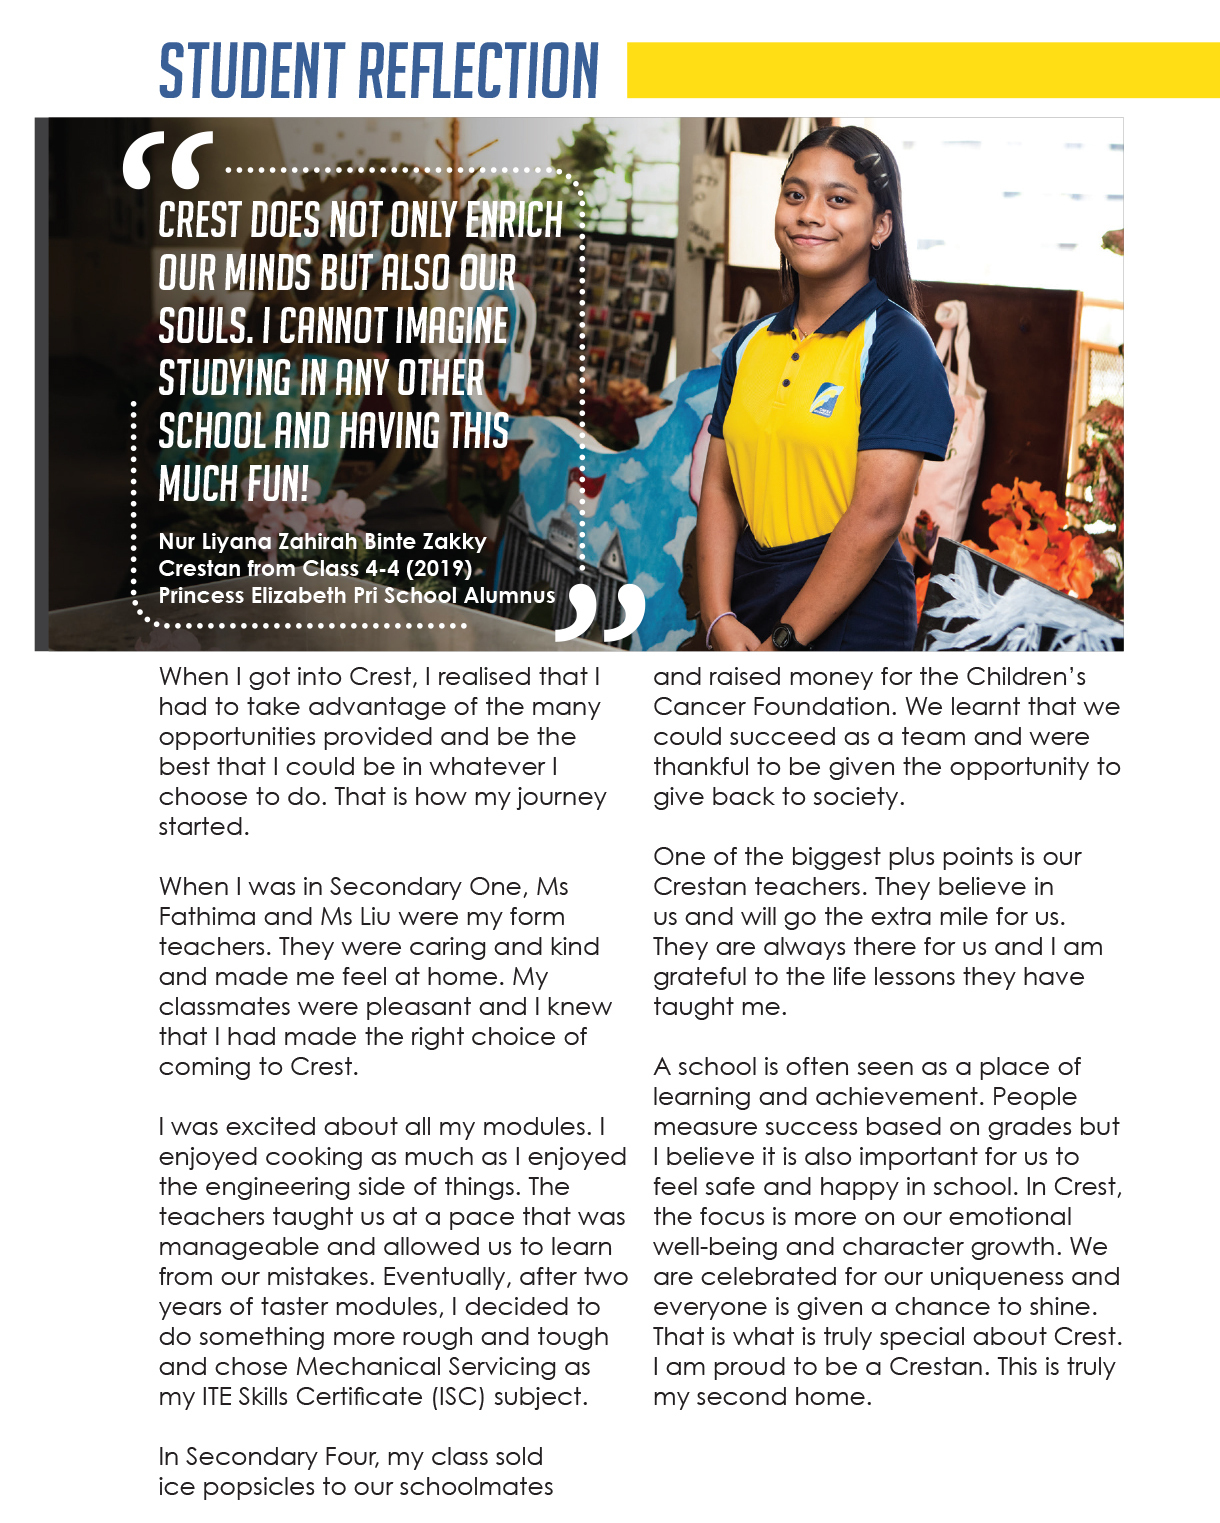 STUDENT REFLECTION
CREST DOES NOT ONLY ENRICH
OUR MINDS BUT ALSO OUR
SOULS. I CANNOT IMAGINE
STUDYING IN ANY OTHER
SCHOOL AND HAVING THIS
MUCH FUN!
Nur Liyana Zahirah Binte Zakky
Crestan from Class 4-4 (2019)
Princess Elizabeth Pri School Alumnus
When I got into Crest, I realised that I
had to take advantage of the many
opportunities provided and be the
best that I could be in whatever I
choose to do. That is how my journey
started.
When I was in Secondary One, Ms
Fathima and Ms Liu were my form
teachers. They were caring and kind
and made me feel at home. My
classmates were pleasant and I knew
that I had made the right choice of
coming to Crest.
I was excited about all my modules. I
enjoyed cooking as much as I enjoyed
the engineering side of things. The
teachers taught us at a pace that was
manageable and allowed us to learn
from our mistakes. Eventually, after two
years of taster modules, I decided to
do something more rough and tough
and chose Mechanical Servicing as
my ITE Skills Certificate (ISC) subject.
In Secondary Four, my class sold
ice popsicles to our schoolmates
and raised money for the Children’s
Cancer Foundation. We learnt that we
could succeed as a team and were
thankful to be given the opportunity to
give back to society.
One of the biggest plus points is our
Crestan teachers. They believe in
us and will go the extra mile for us.
They are always there for us and I am
grateful to the life lessons they have
taught me.
A school is often seen as a place of
learning and achievement. People
measure success based on grades but
I believe it is also important for us to
feel safe and happy in school. In Crest,
the focus is more on our emotional
well-being and character growth. We
are celebrated for our uniqueness and
everyone is given a chance to shine.
That is what is truly special about Crest.
I am proud to be a Crestan. This is truly
my second home.